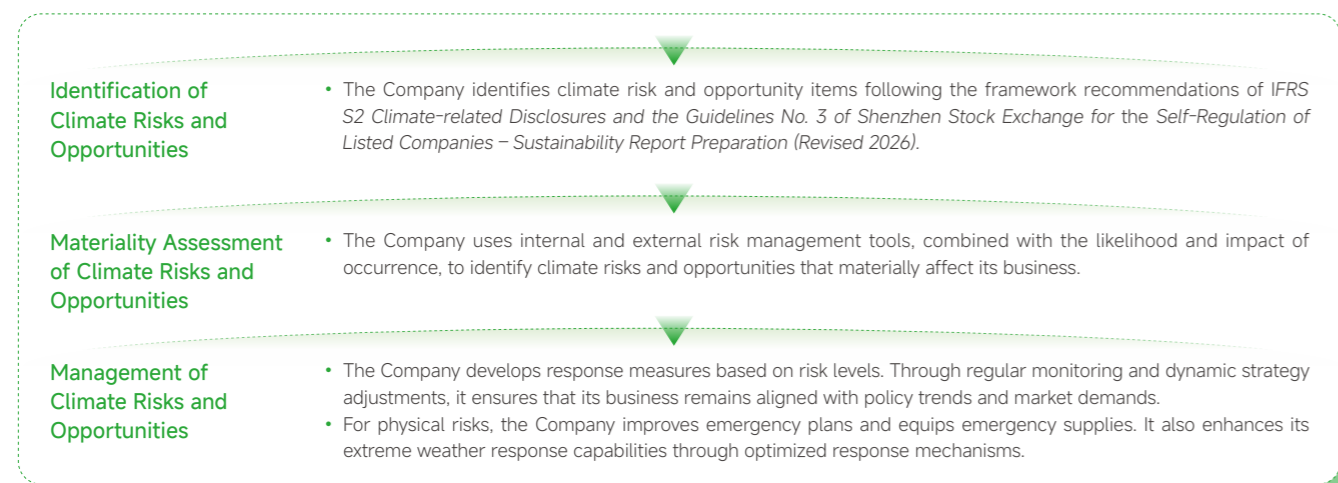 Identification of
Climate Risks and
Opportunities
• The Company identifies climate risk and opportunity items following the framework recommendations of IFRS
S2 Climate-related Disclosures and the Guidelines No. 3 of Shenzhen Stock Exchange for the Self-Regulation of
Listed Companies – Sustainability Report Preparation (Revised 2026).
Materiality Assessment
of Climate Risks and
Opportunities
• The Company uses internal and external risk management tools, combined with the likelihood and impact of
occurrence, to identify climate risks and opportunities that materially affect its business.
Management of
Climate Risks and
Opportunities
• The Company develops response measures based on risk levels. Through regular monitoring and dynamic strategy
adjustments, it ensures that its business remains aligned with policy trends and market demands.
• For physical risks, the Company improves emergency plans and equips emergency supplies. It also enhances its
extreme weather response capabilities through optimized response mechanisms.